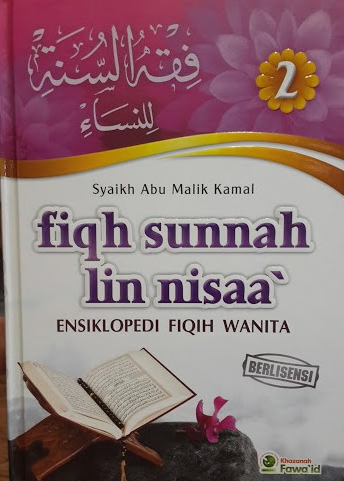 فقه السنة
للنساء
2
Syaikh Abu Malik Kamal
fiqh sunnah
lin nisaa`
ENSIKLOPEDI FIQIH WANITA
BERLISENSI
Khazanah
Fawa'id